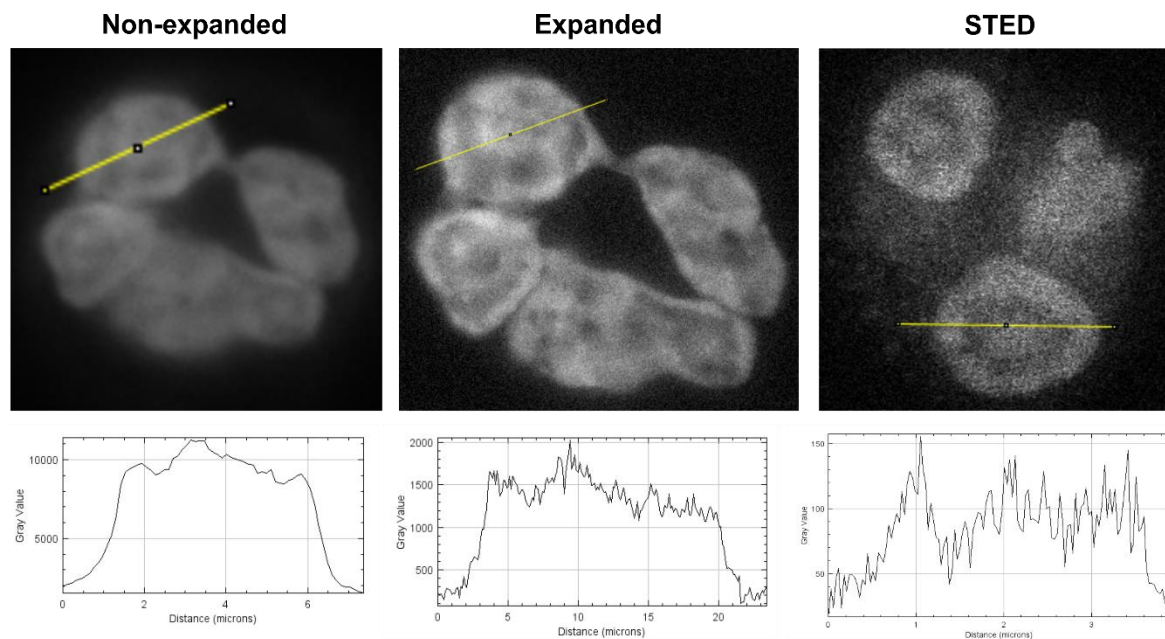 Non-expanded
Expanded
STED
10000
5000
Gray Value
0
2
4
6
Distance (microns)
2000
1500
1000
500
0
Gray Value
0
5
10
15
20
Distance (microns)
150
100
50
Gray Value
0
1
2
3
Distance (microns)